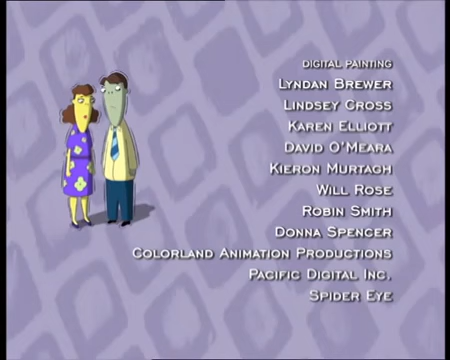 DIGITAL PAINTING
LYNDAN BREWER
LINDSEY CROSS
KAREN ELLIOTT
DAVID O'MEARA
KIERON MURTAGH
WILL ROSE
ROBIN SMITH
DONNA SPENCER
COLORLAND ANIMATION PRODUCTIONS
PACIFIC DIGITAL INC.
SPIDER EYE